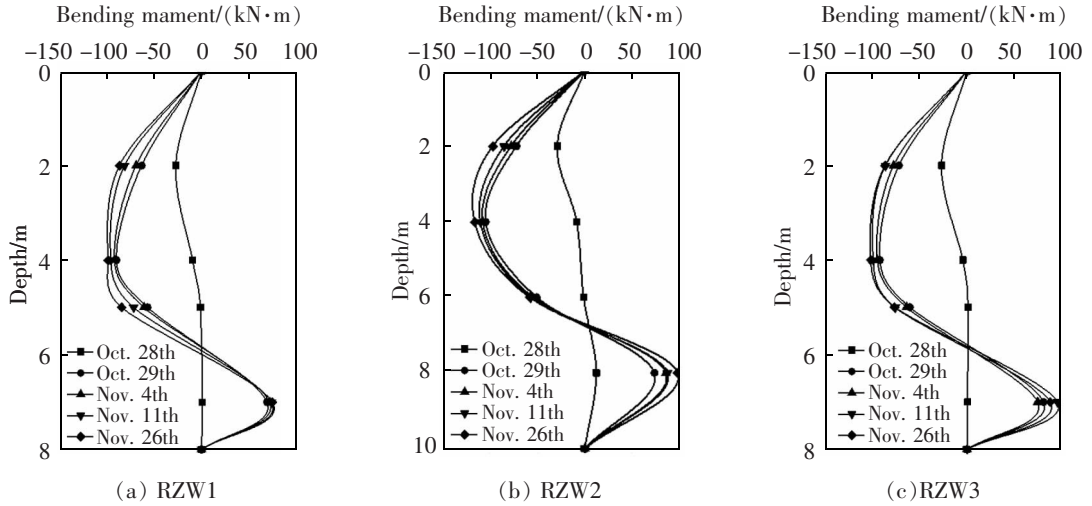 Bending mament/(kN·m)
-150 -100 -50 0 50 100
0
2
4
6
8
Depth/m
Oct. 28th
Oct. 29th
Nov. 4th
Nov. 11th
Nov. 26th
(a) RZW1
Bending mament/(kN·m)
-150 -100 -50 0 50 100
0
2
4
6
8
10
Depth/m
Oct. 28th
Oct. 29th
Nov. 4th
Nov. 11th
Nov. 26th
(b) RZW2
Bending mament/(kN·m)
-150 -100 -50 0 50 100
0
2
4
6
8
Depth/m
Oct. 28th
Oct. 29th
Nov. 4th
Nov. 11th
Nov. 26th
(c)RZW3